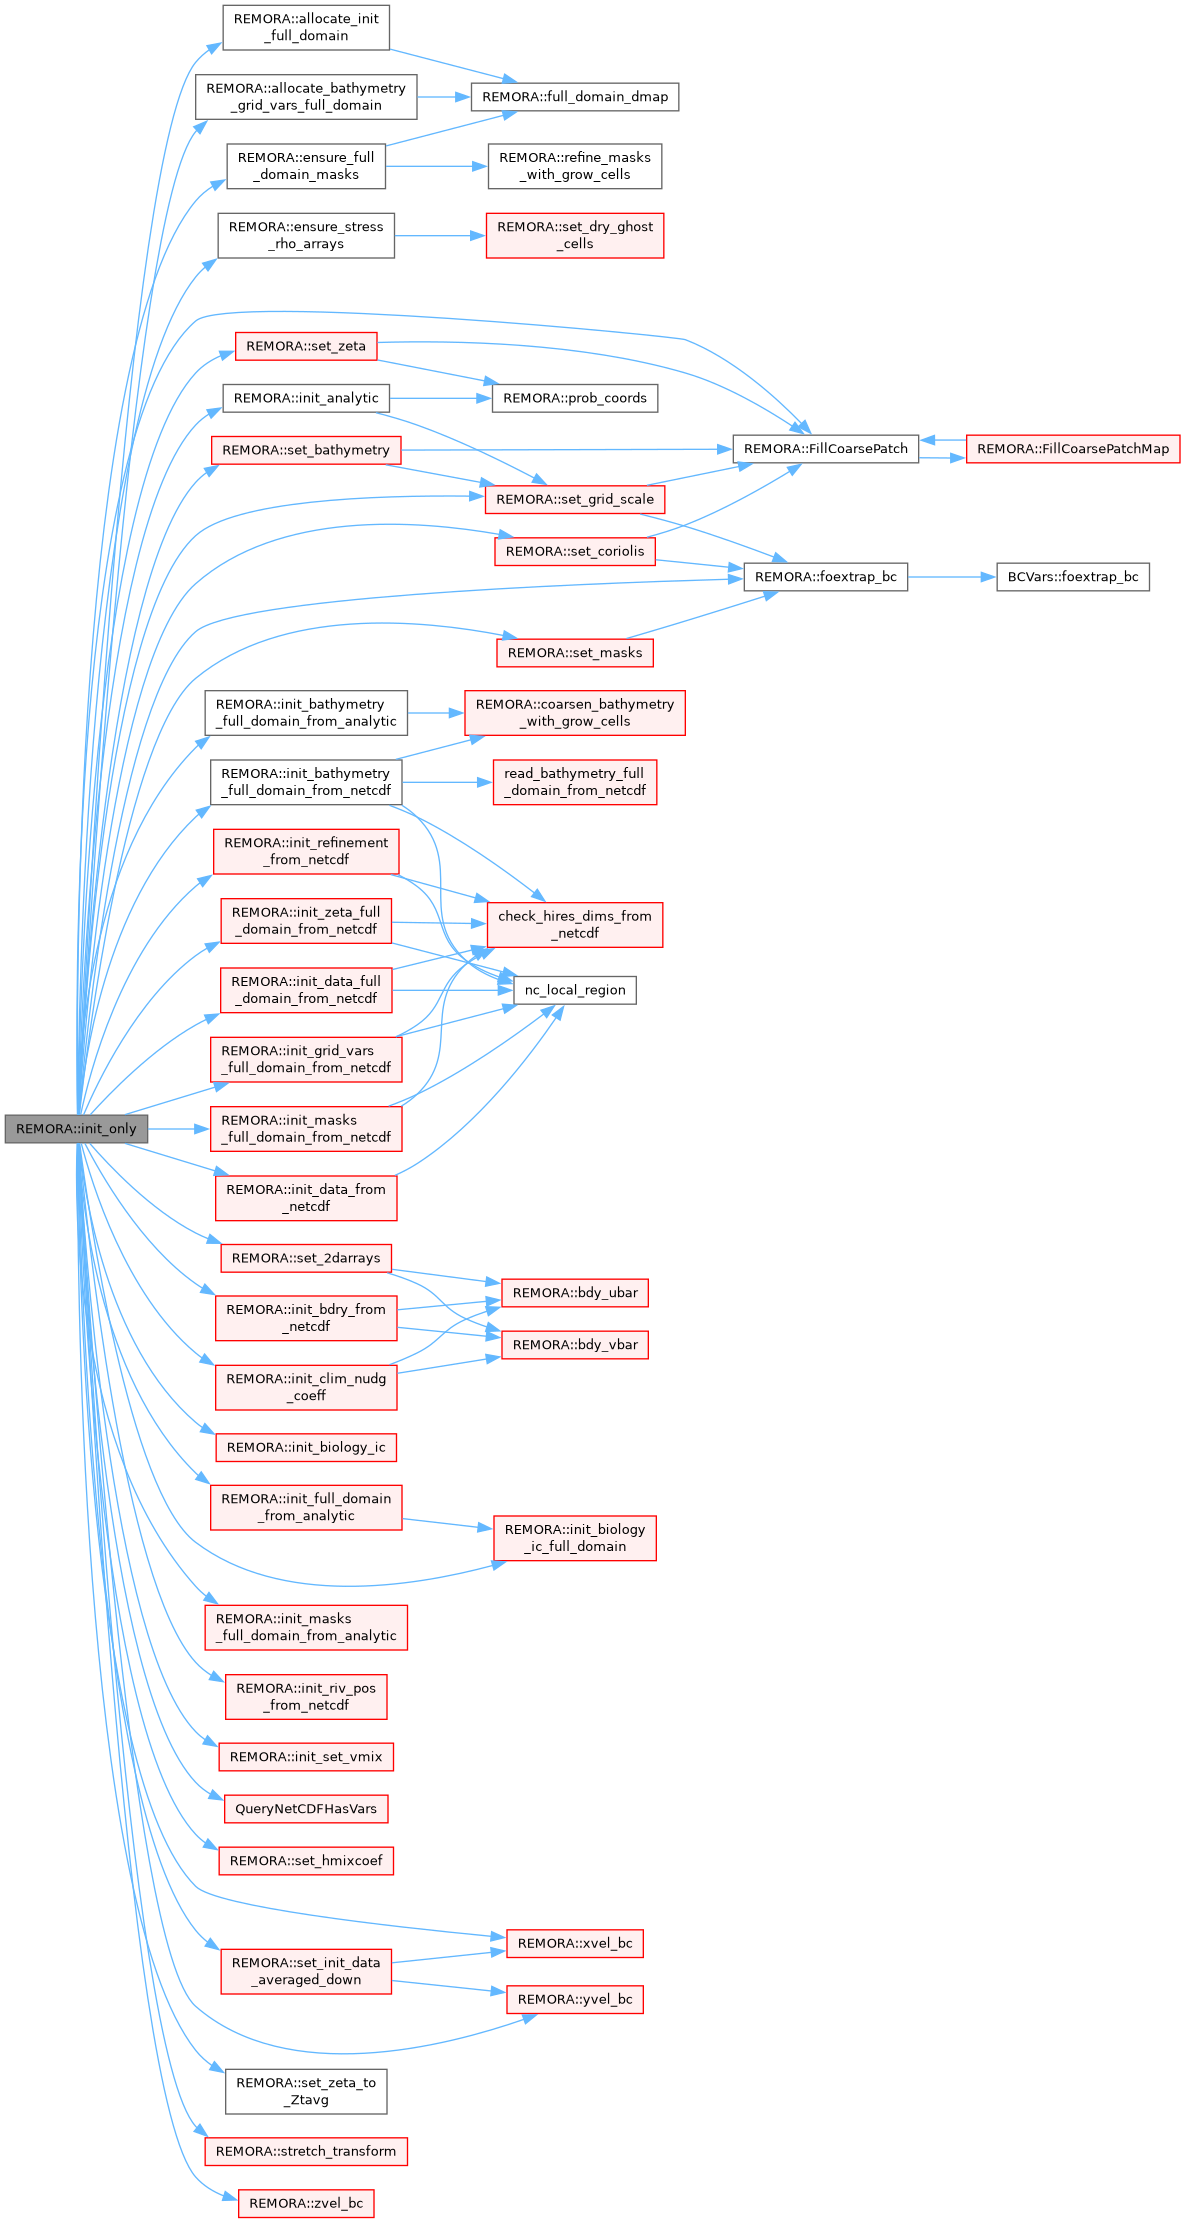 REMORA::allocate_init
_full_domain
REMORA::allocate_bathymetry
_grid_vars_full_domain
REMORA::full_domain_dmap
REMORA::ensure_full
_domain_masks
REMORA::refine_masks
_with_grow_cells
REMORA::ensure_stress
_rho_arrays
REMORA::set_dry_ghost
_cells
REMORA::set_zeta
REMORA::init_analytic
REMORA::prob_coords
REMORA::set_bathymetry
REMORA::FillCoarsePatch
REMORA::FillCoarsePatchMap
REMORA::set_grid_scale
REMORA::set_coriolis
REMORA::foextrap_bc
BCVars::foextrap_bc
REMORA::set_masks
REMORA::init_bathymetry
_full_domain_from_analytic
REMORA::coarsen_bathymetry
_with_grow_cells
REMORA::init_bathymetry
_full_domain_from_netcdf
read_bathymetry_full
_domain_from_netcdf
REMORA::init_refinement
_from_netcdf
REMORA::init_zeta_full
_domain_from_netcdf
check_hires_dims_from
_netcdf
REMORA::init_data_full
_domain_from_netcdf
nc_local_region
REMORA::init_grid_vars
_full_domain_from_netcdf
REMORA::init_only
REMORA::init_masks
_full_domain_from_netcdf
REMORA::init_data_from
_netcdf
REMORA::set_2darrays
REMORA::bdy_ubar
REMORA::init_bdry_from
_netcdf
REMORA::bdy_vbar
REMORA::init_clim_nudg
_coeff
REMORA::init_biology_ic
REMORA::init_full_domain
_from_analytic
REMORA::init_biology
_ic_full_domain
REMORA::init_masks
_full_domain_from_analytic
REMORA::init_riv_pos
_from_netcdf
REMORA::init_set_vmix
QueryNetCDFHasVars
REMORA::set_hmixcoef
REMORA::xvel_bc
REMORA::set_init_data
_averaged_down
REMORA::yvel_bc
REMORA::set_zeta_to
_Ztavg
REMORA::stretch_transform
REMORA::zvel_bc